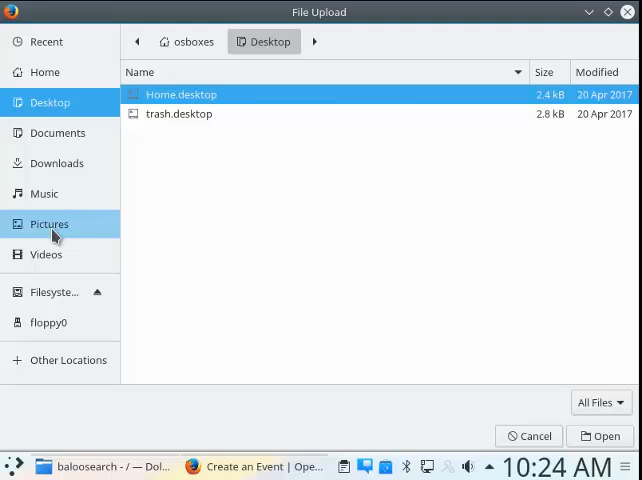 File Upload
Recent
Home
Desktop
Documents
Downloads
Music
Pictures
Videos
Filesyste...
floppy0
Other Locations
osboxes
Desktop
Name Size Modified
Home.desktop 2.4 kB 20 Apr 2017
trash.desktop 2.8 kB 20 Apr 2017
All Files
Cancel Open
baloosearch - / — Dol... Create an Event | Ope... 10:24 AM